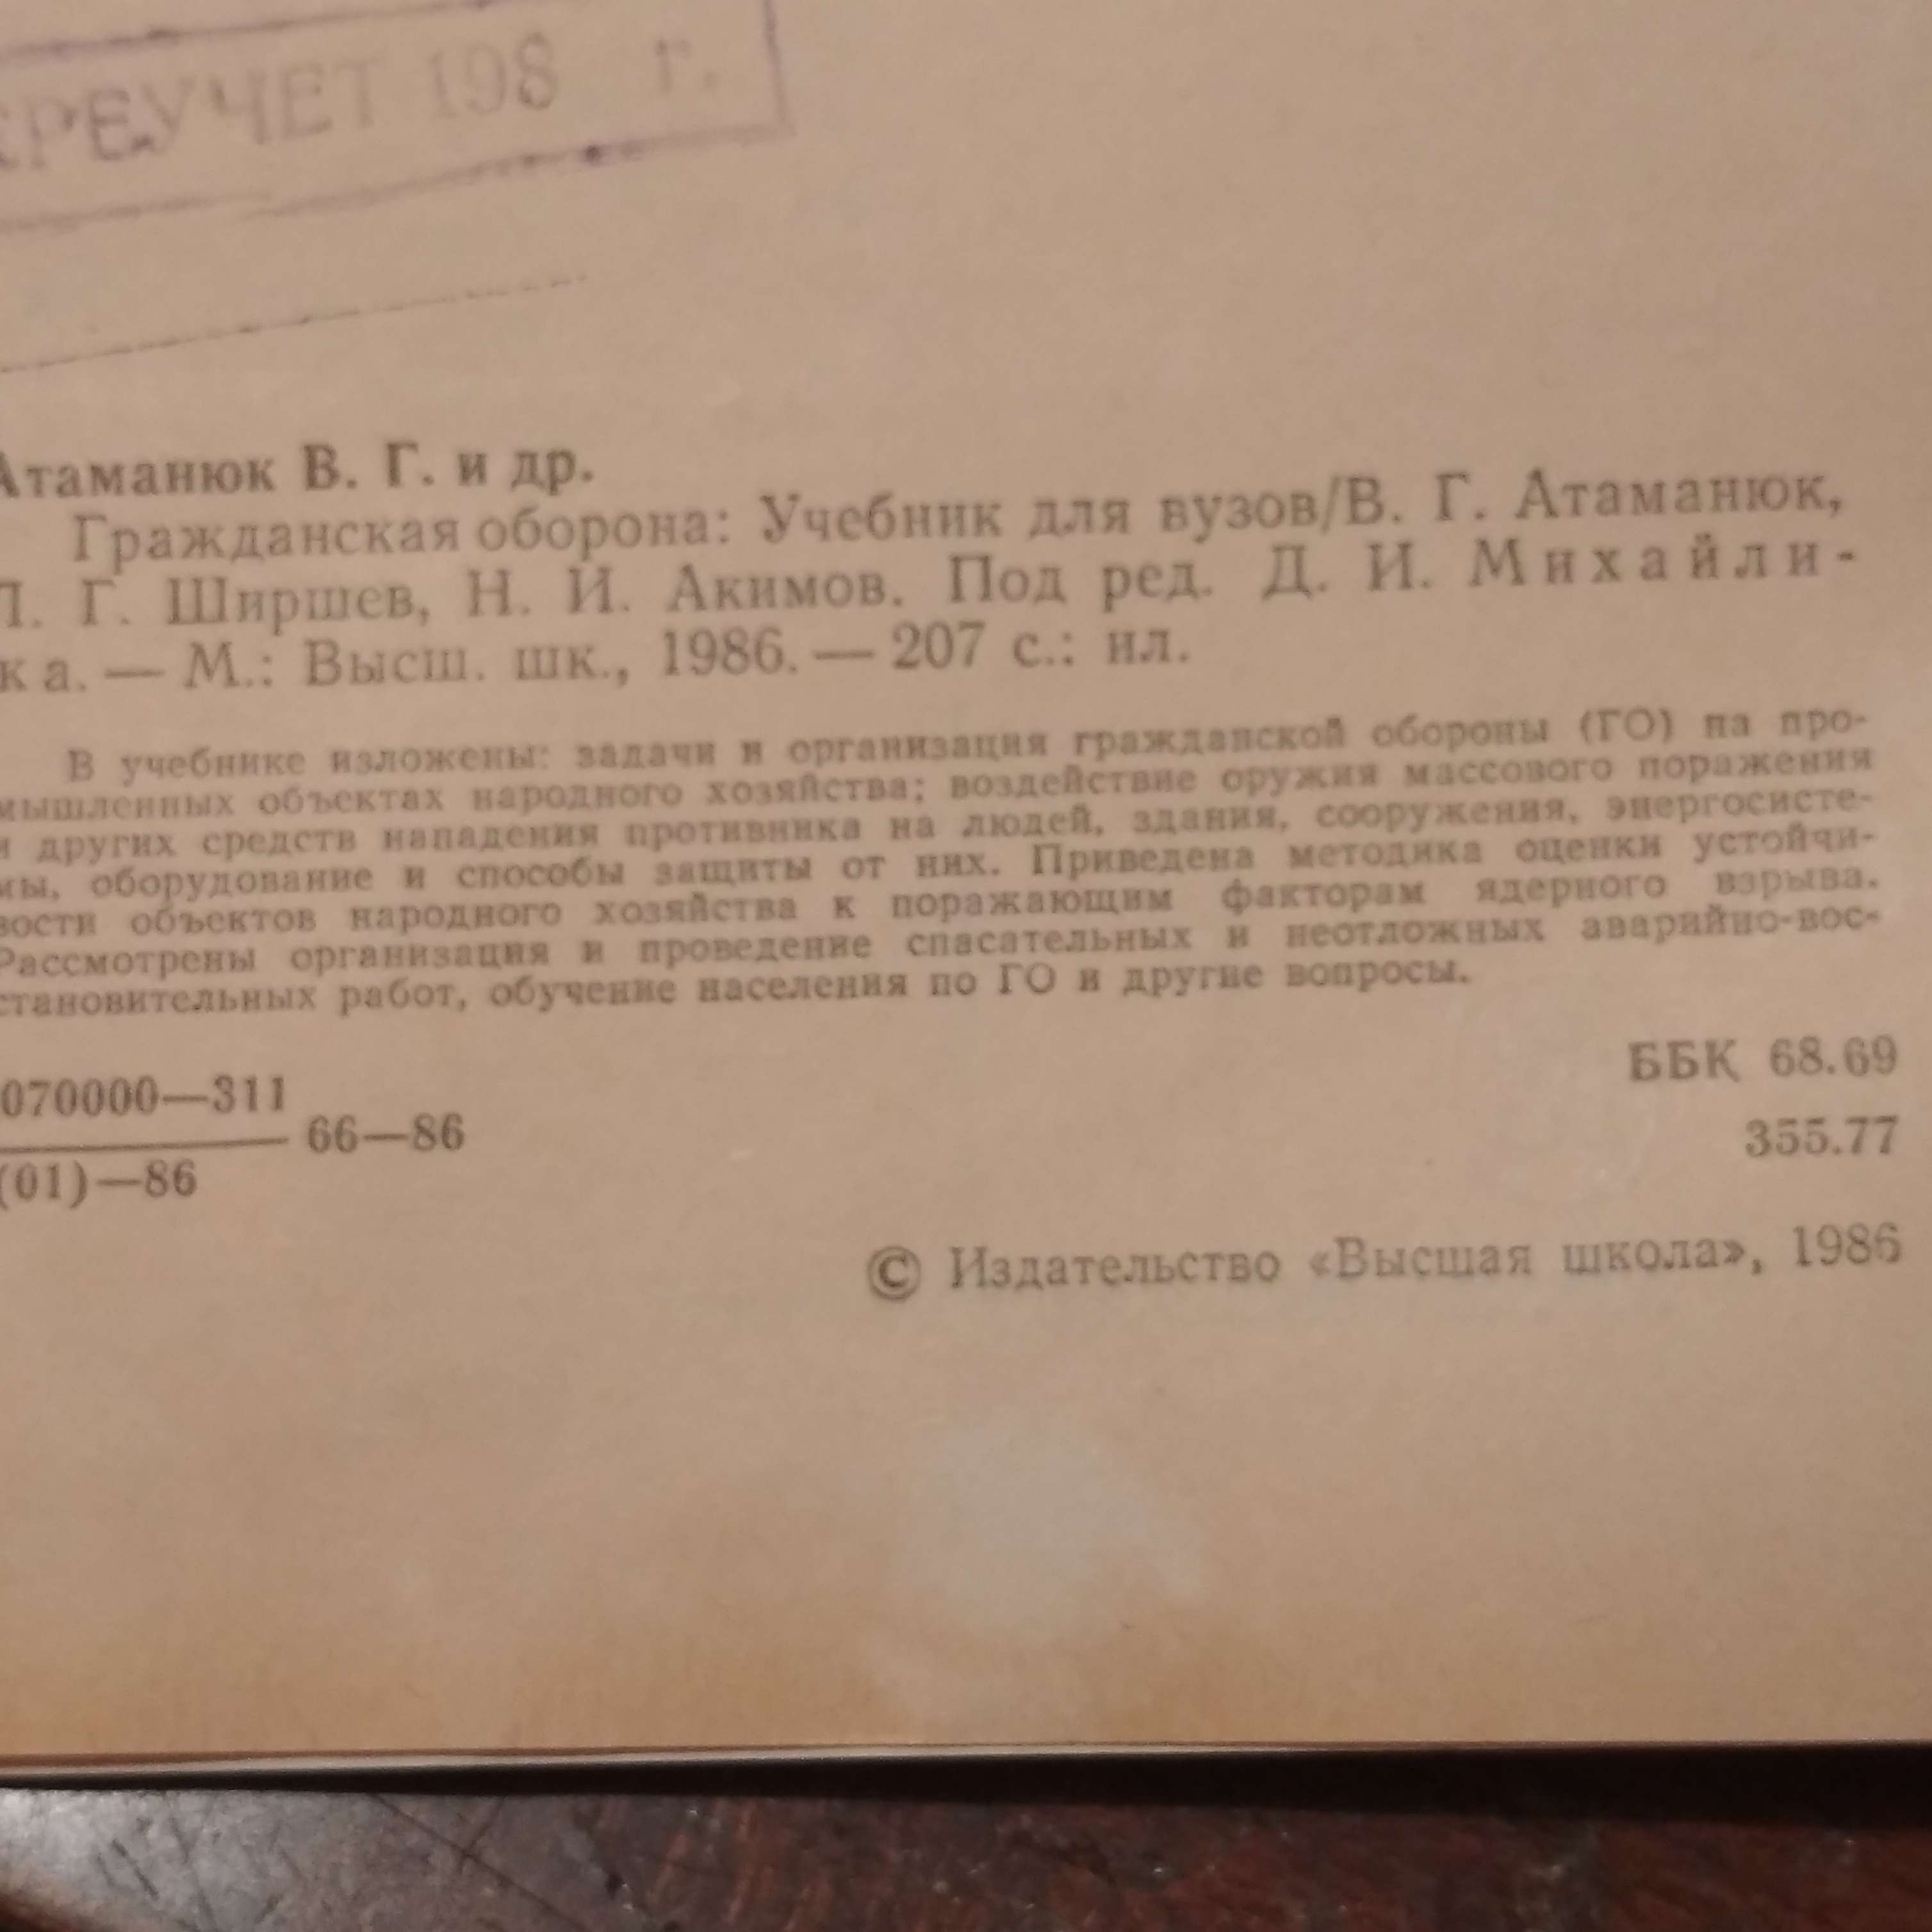 ЕРЕУЧЕТ 198 г.
Атаманюк В. Г. и др.
Гражданская оборона: Учебник для вузов/В. Г. Атаманюк,
Л. Г. Ширшев, Н. И. Акимов. Под ред. Д. И. Михайли-
ка. — М.: Высш. шк., 1986. — 207 с.: ил.
В учебнике изложены: задачи и организация гражданской обороны (ГО) на про-
мышленных объектах народного хозяйства; воздействие оружия массового поражения
и других средств нападения противника на людей, здания, сооружения, энергосисте-
мы, оборудование и способы защиты от них. Приведена методика оценки устойчи-
вости объектов народного хозяйства к поражающим факторам ядерного взрыва.
Рассмотрены организация и проведение спасательных и неотложных аварийно-вос-
становительных работ, обучение населения по ГО и другие вопросы.
070000—311
66—86
(01)—86
ББК 68.69
355.77
© Издательство «Высшая школа», 1986